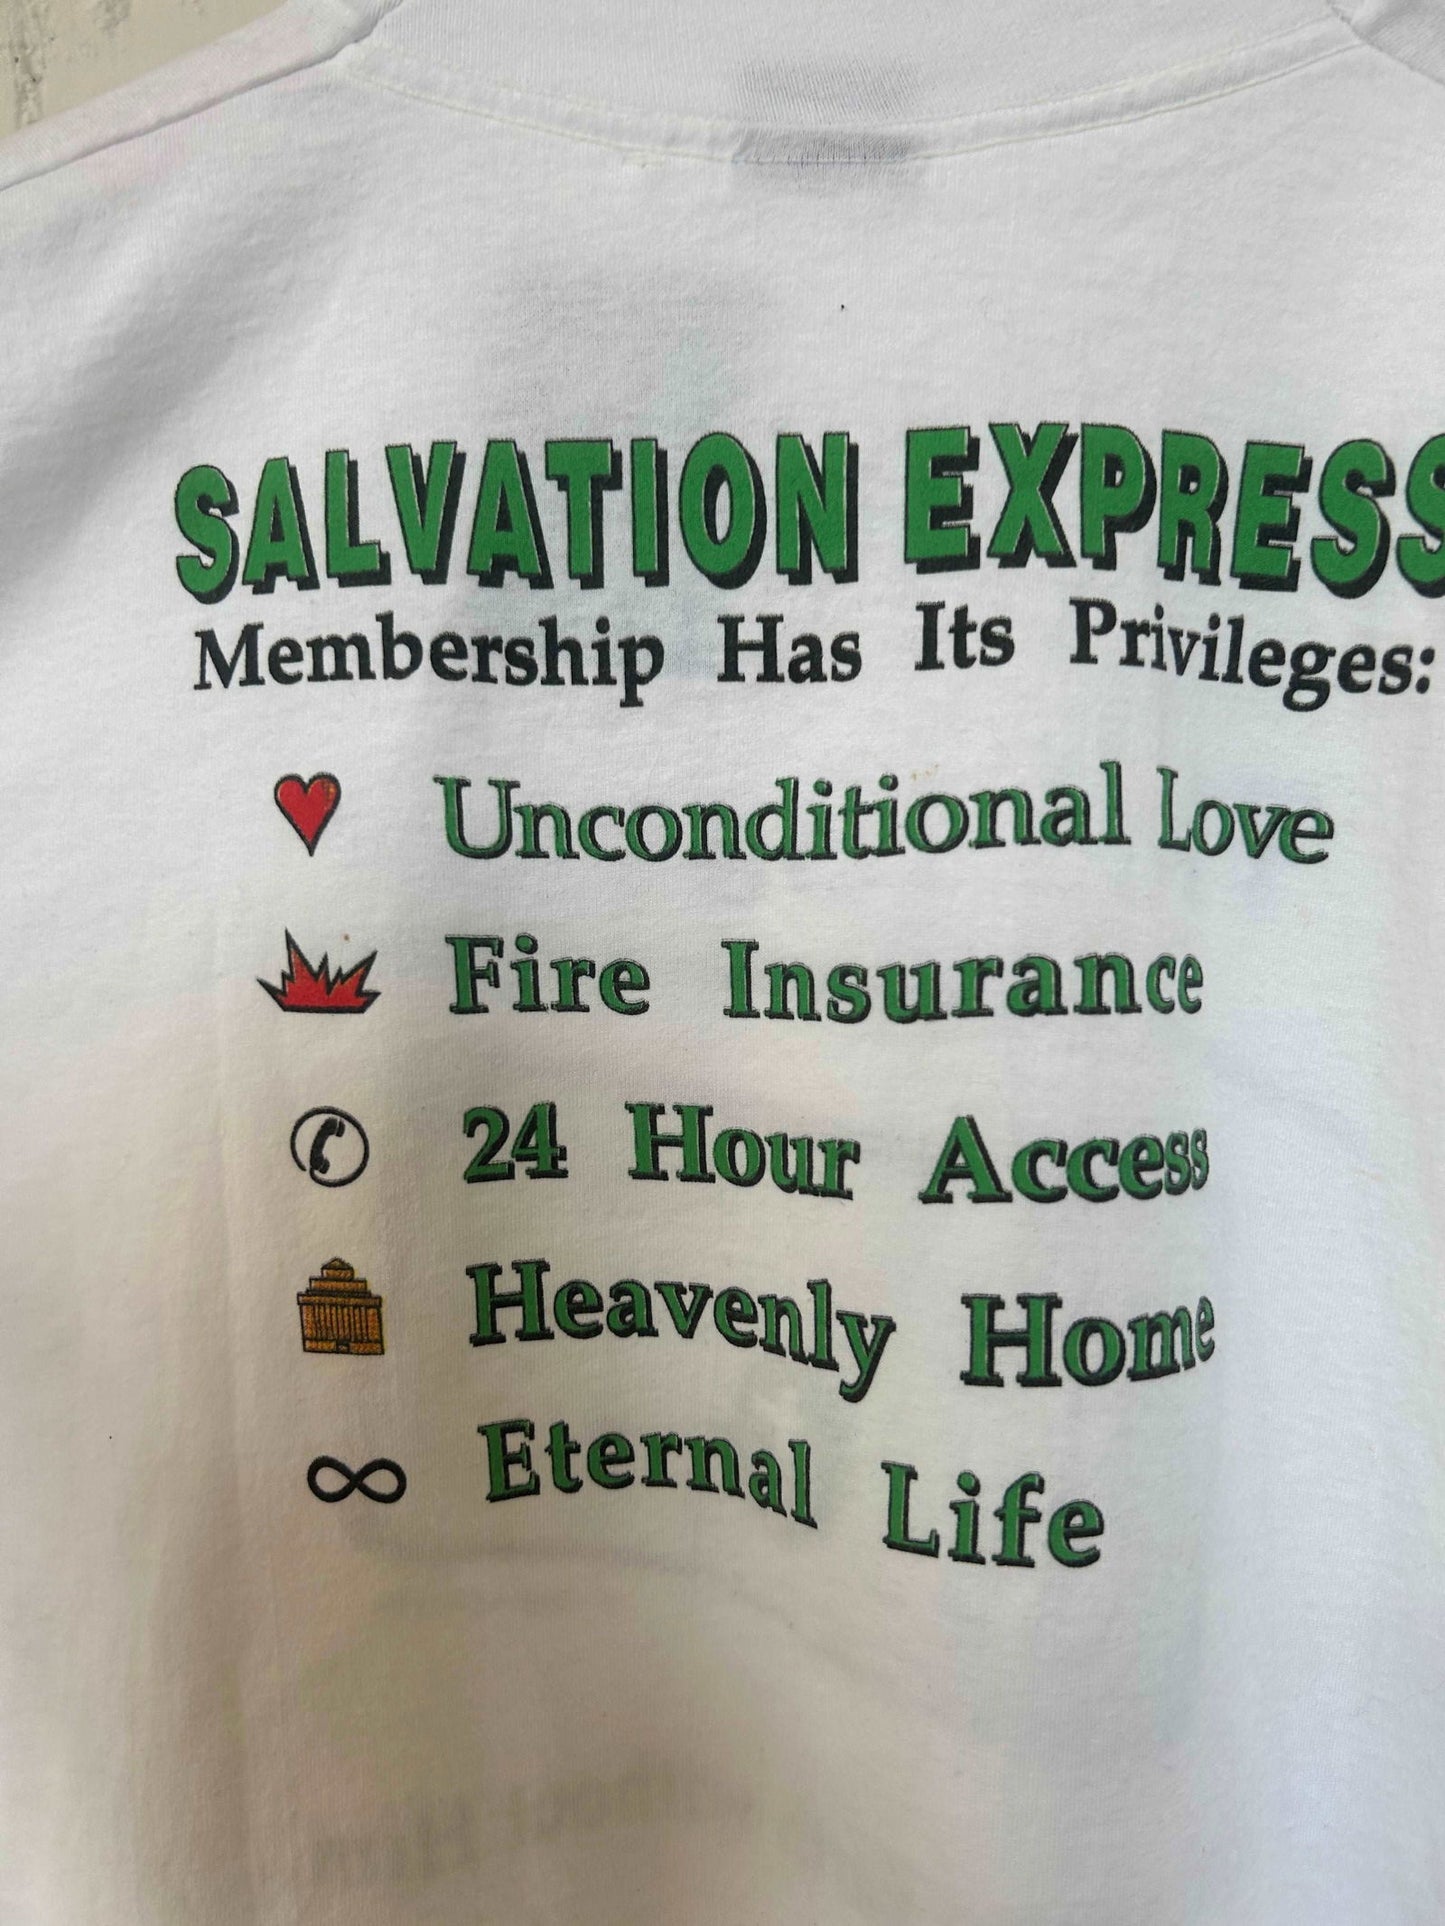 SALVATION EXPRESS
Membership Has Its Privileges:
Unconditional Love
Fire Insurance
24 Hour Access
Heavenly Home
Eternal Life